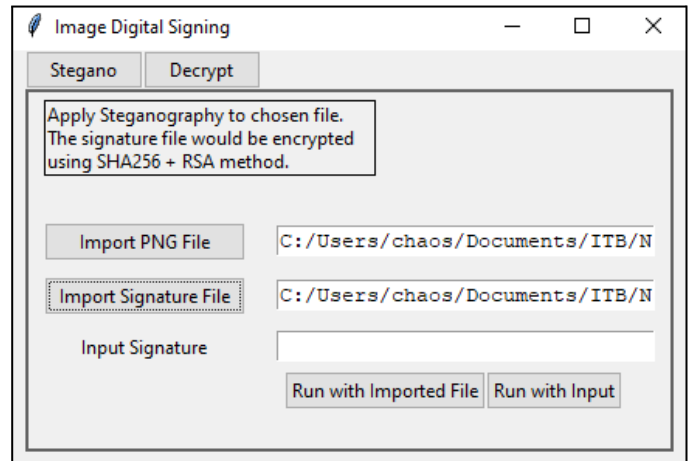 Image Digital Signing
Stegano Decrypt
Apply Steganography to chosen file.
The signature file would be encrypted
using SHA256 + RSA method.
Import PNG File C:/Users/chaos/Documents/ITB/N
Import Signature File C:/Users/chaos/Documents/ITB/N
Input Signature
Run with Imported File Run with Input